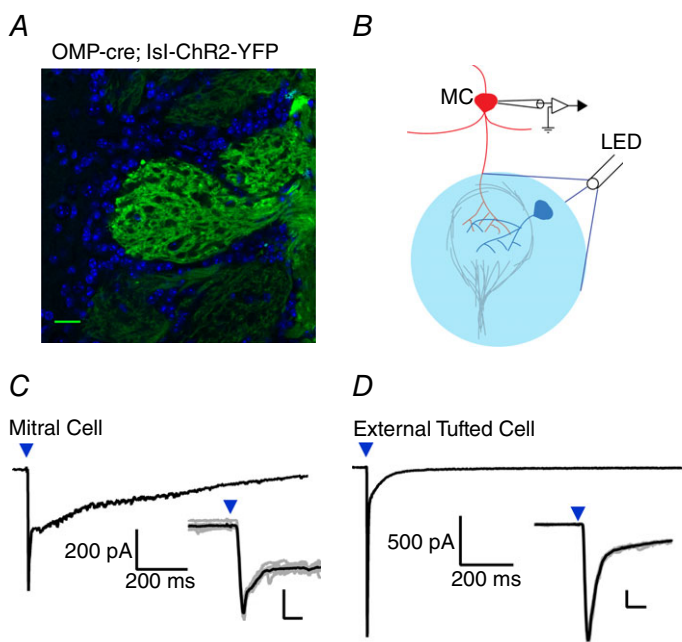 A
OMP-cre; IsI-ChR2-YFP
B
MC
LED
C
Mitral Cell
200 pA
200 ms
D
External Tufted Cell
500 pA
200 ms